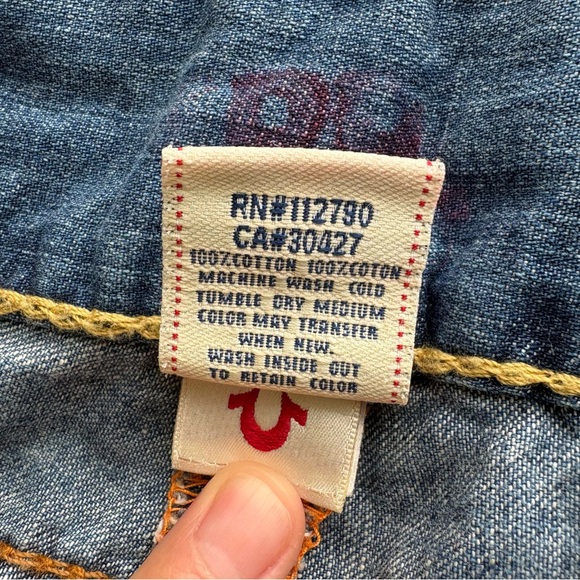 RN#112790
CA#30427
100% COTTON 100% COTON
MACHINE WASH COLD
TUMBLE DRY MEDIUM
COLOR MAY TRANSFER
WHEN NEW.
WASH INSIDE OUT
TO RETAIN COLOR